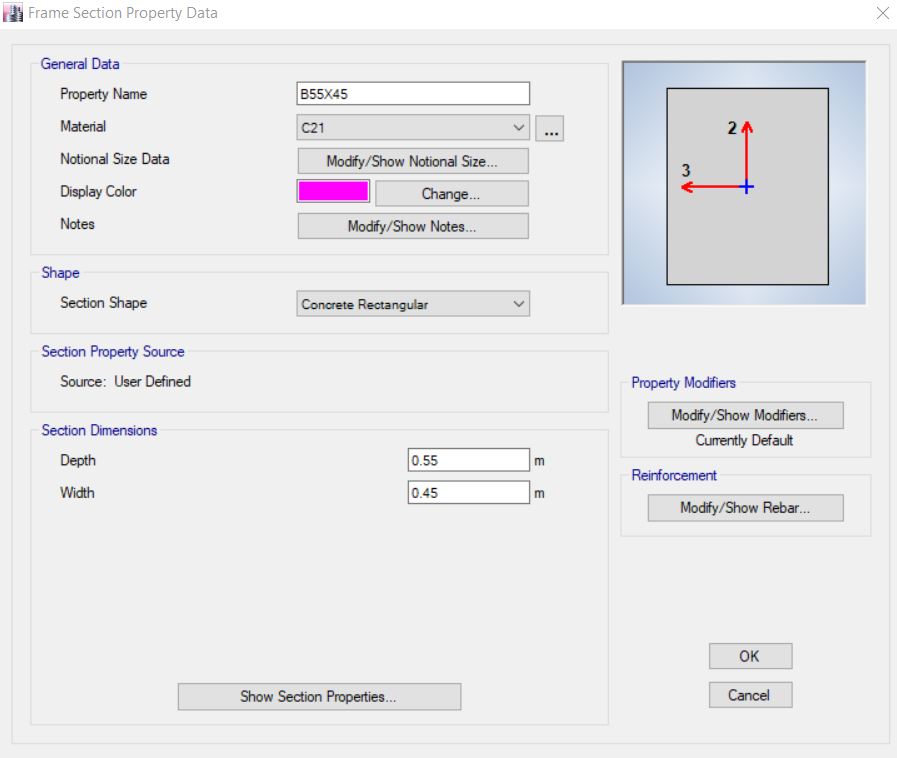 Frame Section Property Data
General Data
Property Name B55X45
Material C21 ...
Notional Size Data Modify/Show Notional Size...
Display Color Change...
Notes Modify/Show Notes...
2
3
Shape
Section Shape Concrete Rectangular
Section Property Source
Source: User Defined
Property Modifiers
Modify/Show Modifiers...
Currently Default
Section Dimensions
Depth 0.55 m
Width 0.45 m
Reinforcement
Modify/Show Rebar...
Show Section Properties...
OK
Cancel